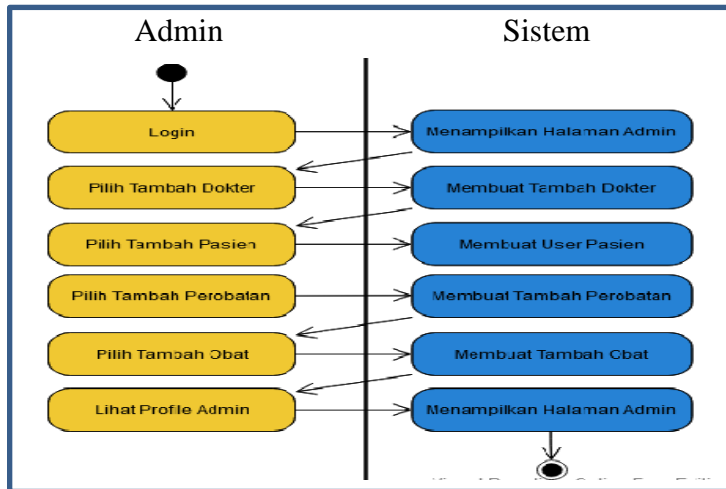 Admin Sistem
Login Menampilkan Halaman Admin
Pilih Tambah Dokter Membuat Tambah Dokter
Pilih Tambah Pasien Membuat User Pasien
Pilih Tambah Perobatan Membuat Tambah Perobatan
Pilih Tambah Obat Membuat Tambah Obat
Lihat Profile Admin Menampilkan Halaman Admin